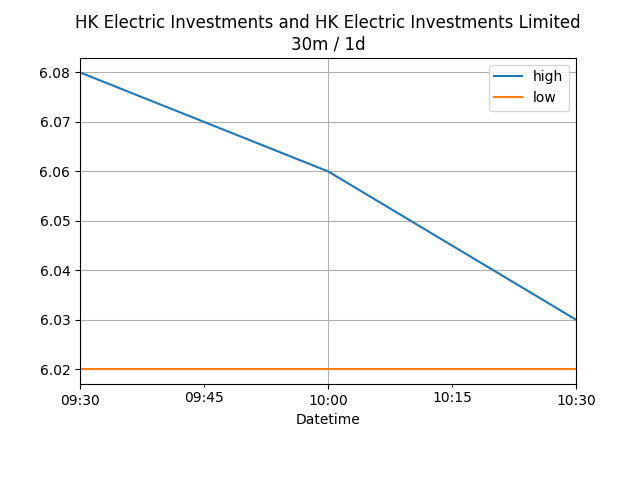 HK Electric Investments and HK Electric Investments Limited
30m / 1d
high
low
6.08
6.07
6.06
6.05
6.04
6.03
6.02
09:30
09:45
10:00
10:15
10:30
Datetime